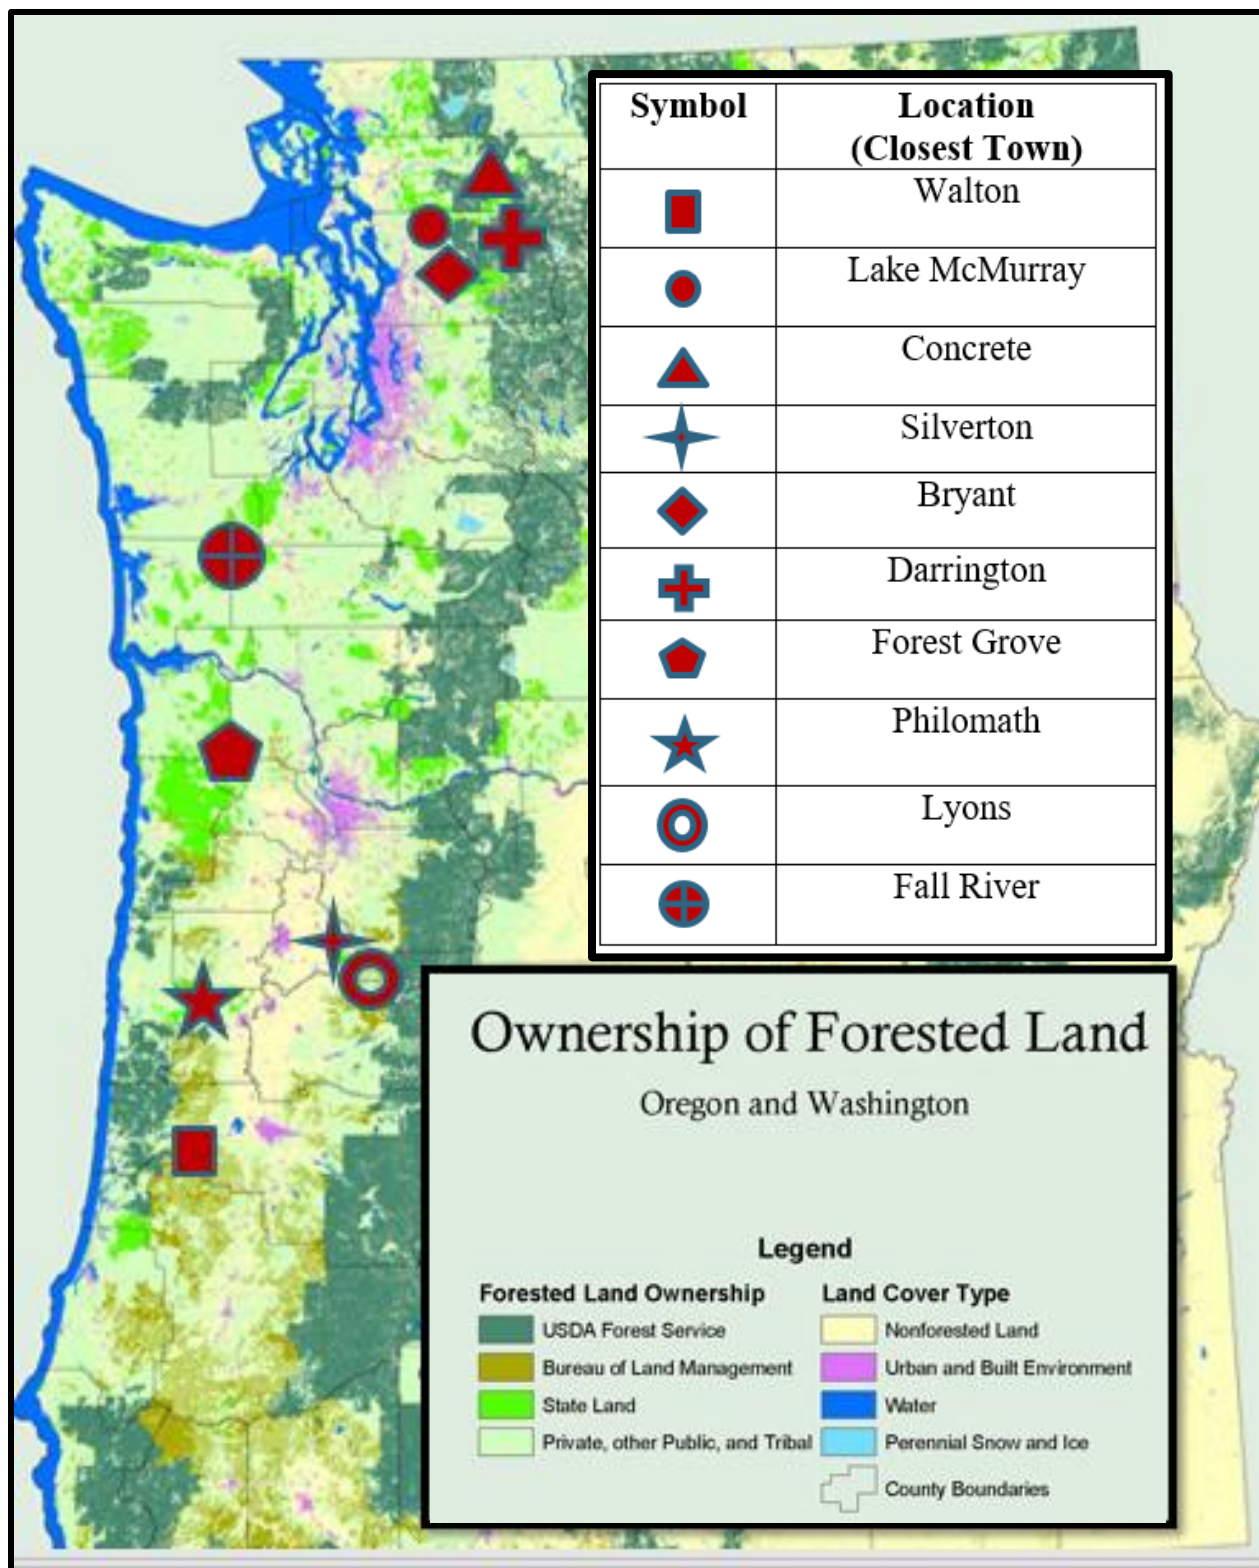 Symbol Location
(Closest Town)
Walton
Lake McMurray
Concrete
Silverton
Bryant
Darrington
Forest Grove
Philomath
Lyons
Fall River
Ownership of Forested Land
Oregon and Washington
Legend
Forested Land Ownership
USDA Forest Service
Bureau of Land Management
State Land
Private, other Public, and Tribal
Land Cover Type
Nonforested Land
Urban and Built Environment
Water
Perennial Snow and Ice
County Boundaries